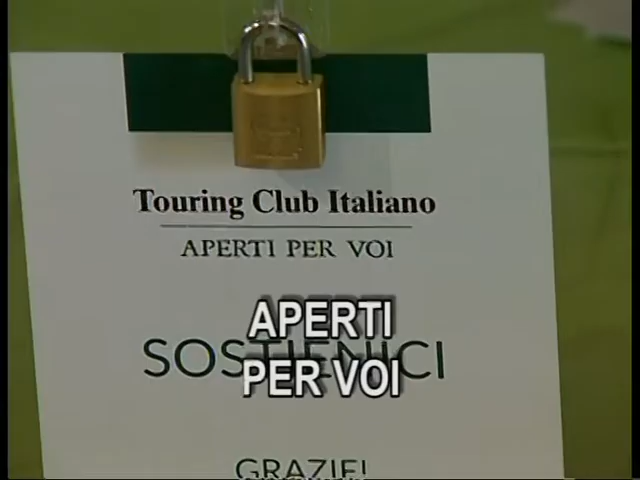 Touring Club Italiano
APERTI PER VOI
APERTI
SOSTIENICI
PER VOI
GRAZIE!